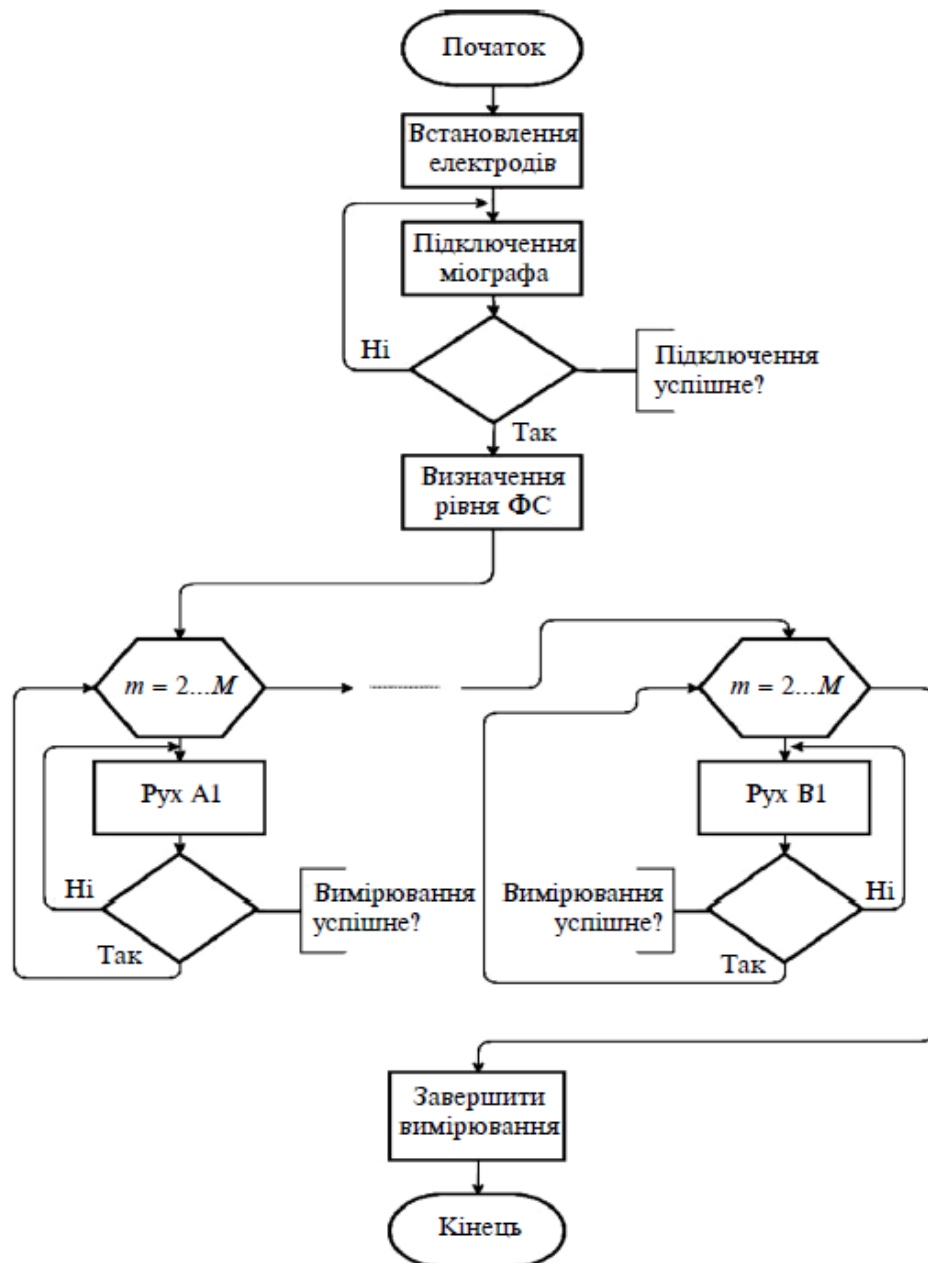 Початок
Встановлення
електродів
Підключення
міографа
Ні
Підключення
успішне?
Так
Визначення
рівня ФС
m = 2...M
m = 2...M
Рух А1
Рух В1
Ні
Вимірювання
успішне?
Так
Вимірювання
успішне?
Ні
Так
Завершити
вимірювання
Кінець